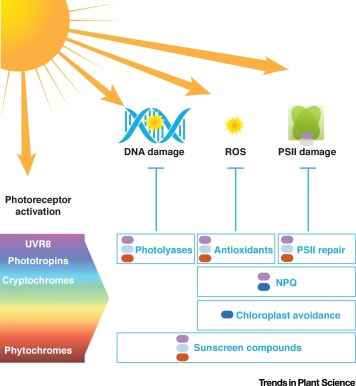 DNA damage
ROS
PSII damage
Photoreceptor
activation
UVR8
Phototropins
Cryptochromes
Phytochromes
Photolyases
Antioxidants
PSII repair
NPQ
Chloroplast avoidance
Sunscreen compounds
Trends in Plant Science